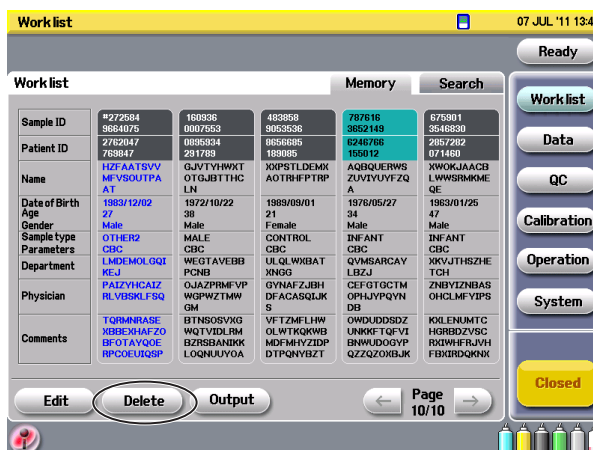 Work list
07 JUL '11 13:4
Ready
Work list
Memory
Search
Work list
Data
QC
Calibration
Operation
System
Closed
Sample ID #272584 160936 483858 787616 675901
9664075 0007553 9053536 3652149 3546830
Patient ID 2762047 0895934 8656685 6246766 2857282
769847 291789 189085 155012 071460
Name HZFAATSVV GJVTYHWXT XXPSTLDEMX AQBQUERWS XWOKJAACB
MFVSOUTPA OTGJBTTHC AOTRHFPTRP ZUVIYUYFZQ LWWSRMKME
AT LN A QE
Date of Birth 1983/12/02 1972/10/22 1989/09/01 1976/05/27 1963/01/25
Age 27 38 21 34 47
Gender Male Male Female Male Male
Sample type OTHER2 MALE CONTROL INFANT INFANT
Parameters CBC CBC CBC CBC CBC
Department LMDEMOLGQI WEGTAVEBB ULQLWXBAT QVMSARCAY XKVJTHSZHE
KEJ PCNB XNGG LBZJ TCH
Physician PAIZYHCAIZ OJAZPRMFVP GYNAFZJBH CEFGTGCTM ZNBYIZNBAS
RLVBSKLFSQ WGPWZTMW DFACASQIJK OPHJYPQYN OHCLMFYIPS
GM S DB
Comments TQRMNRASE BTNSOSVXG VFTZMFLHW OWDUDDSDZ KXLENUMTC
XBBEXHAFZO WQTVIDLRM OLWTKQKWB UNKKFTQFVI HGRBDZVSC
BFOTAYQOE BZRSBANIKK MDFMHYZIDP BNWUDOGYP RXIWHFRJVH
RPCOEUIQSP LOQNUUYOA DTPQNYBZT QZZQZOXBJK FBXIRDQKNX
Edit
Delete
Output
← Page →
10/10